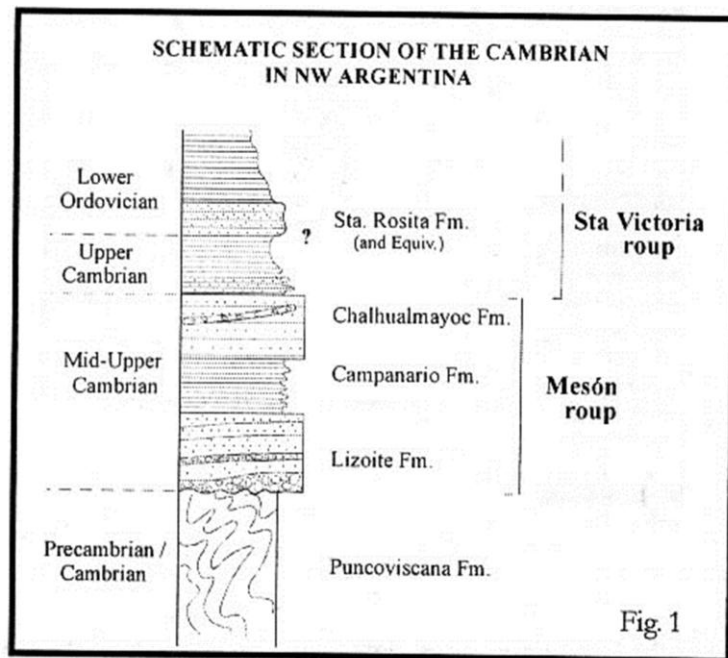 SCHEMATIC SECTION OF THE CAMBRIAN
IN NW ARGENTINA
Lower
Ordovician
Upper
Cambrian
Mid-Upper
Cambrian
Precambrian /
Cambrian
?
Sta. Rosita Fm.
(and Equiv.)
Chalhualmayoc Fm.
Campanario Fm.
Lizoite Fm.
Puncoviscana Fm.
Sta Victoria
roup
Mesón
roup
Fig. 1